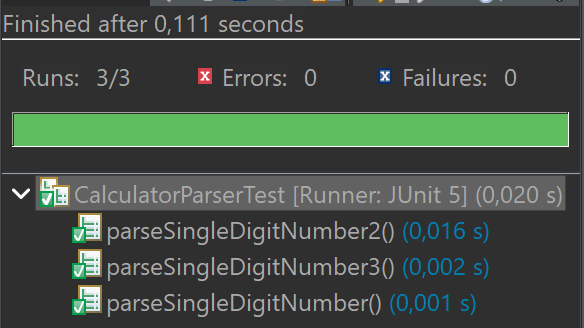 Finished after 0,111 seconds
Runs: 3/3 Errors: 0 Failures: 0
CalculatorParserTest [Runner: JUnit 5] (0,020 s)
parseSingleDigitNumber2() (0,016 s)
parseSingleDigitNumber3() (0,002 s)
parseSingleDigitNumber() (0,001 s)